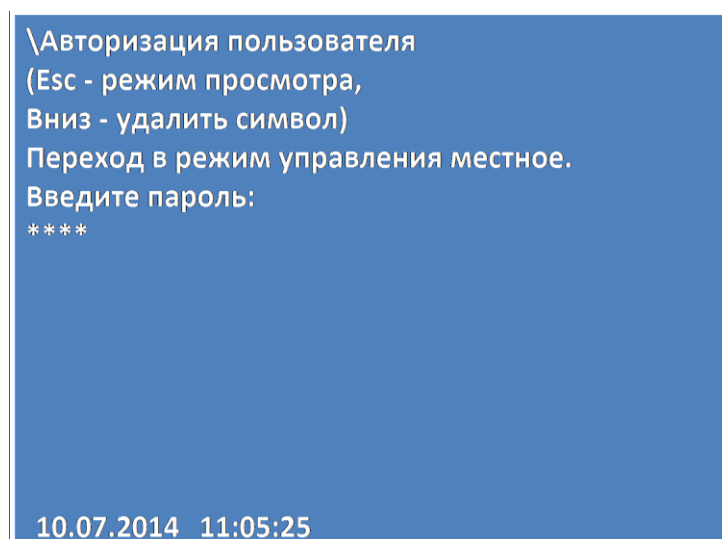 \Авторизация пользователя
(Esc - режим просмотра,
Вниз - удалить символ)
Переход в режим управления местное.
Введите пароль:
****
10.07.2014 11:05:25